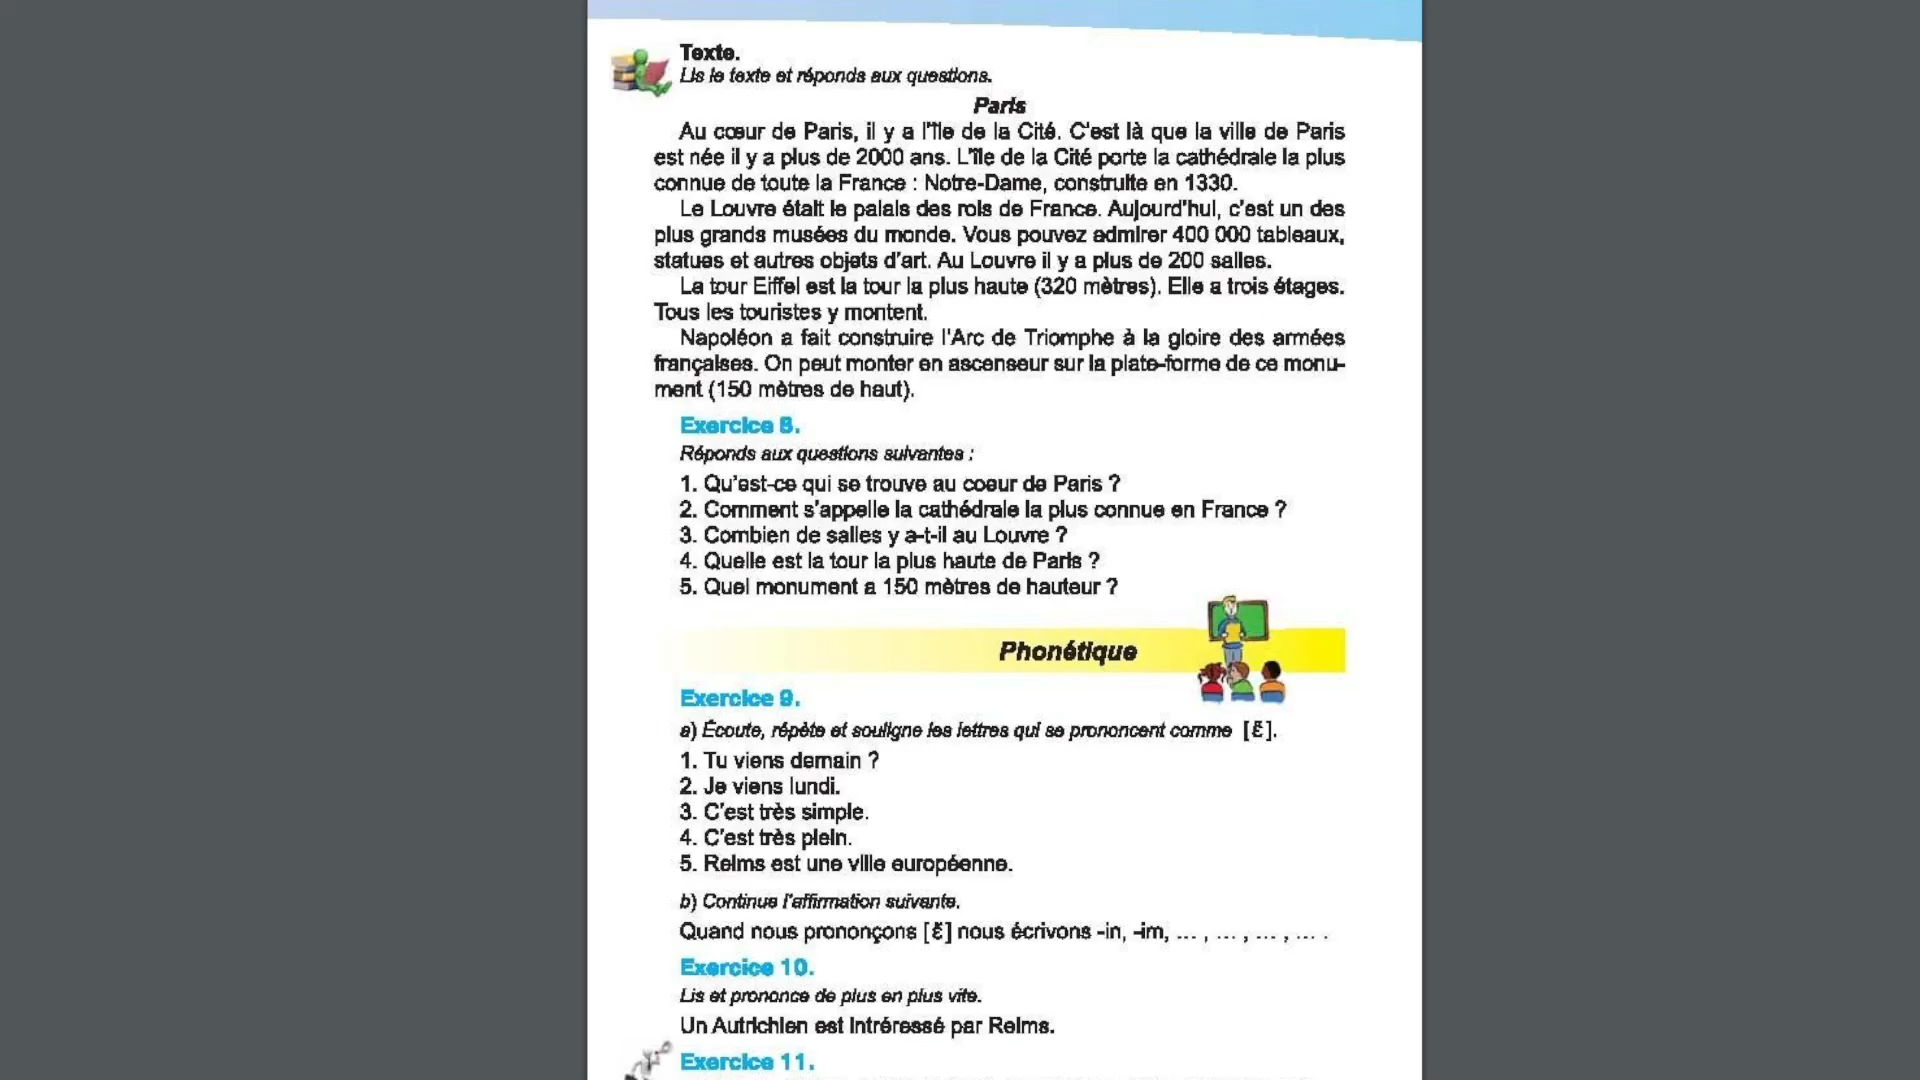 Texte.
Lis le texte et réponds aux questions.
Paris
Au cœur de Paris, il y a l'île de la Cité. C'est là que la ville de Paris
est née il y a plus de 2000 ans. L'île de la Cité porte la cathédrale la plus
connue de toute la France : Notre-Dame, construite en 1330.
Le Louvre était le palais des rois de France. Aujourd'hui, c'est un des
plus grands musées du monde. Vous pouvez admirer 400 000 tableaux,
statues et autres objets d'art. Au Louvre il y a plus de 200 salles.
La tour Eiffel est la tour la plus haute (320 mètres). Elle a trois étages.
Tous les touristes y montent.
Napoléon a fait construire l'Arc de Triomphe à la gloire des armées
françaises. On peut monter en ascenseur sur la plate-forme de ce monu-
ment (150 mètres de haut).
Exercice 8.
Réponds aux questions suivantes :
1. Qu'est-ce qui se trouve au coeur de Paris ?
2. Comment s'appelle la cathédrale la plus connue en France ?
3. Combien de salles y a-t-il au Louvre ?
4. Quelle est la tour la plus haute de Paris ?
5. Quel monument a 150 mètres de hauteur ?
Phonétique
Exercice 9.
a) Écoute, répète et souligne les lettres qui se prononcent comme [ɛ̃].
1. Tu viens demain ?
2. Je viens lundi.
3. C'est très simple.
4. C'est très plein.
5. Reims est une ville européenne.
b) Continue l'affirmation suivante.
Quand nous prononçons [ɛ̃] nous écrivons -in, -im, ... , ... , ... , ... .
Exercice 10.
Lis et prononce de plus en plus vite.
Un Autrichien est intréressé par Reims.
Exercice 11.